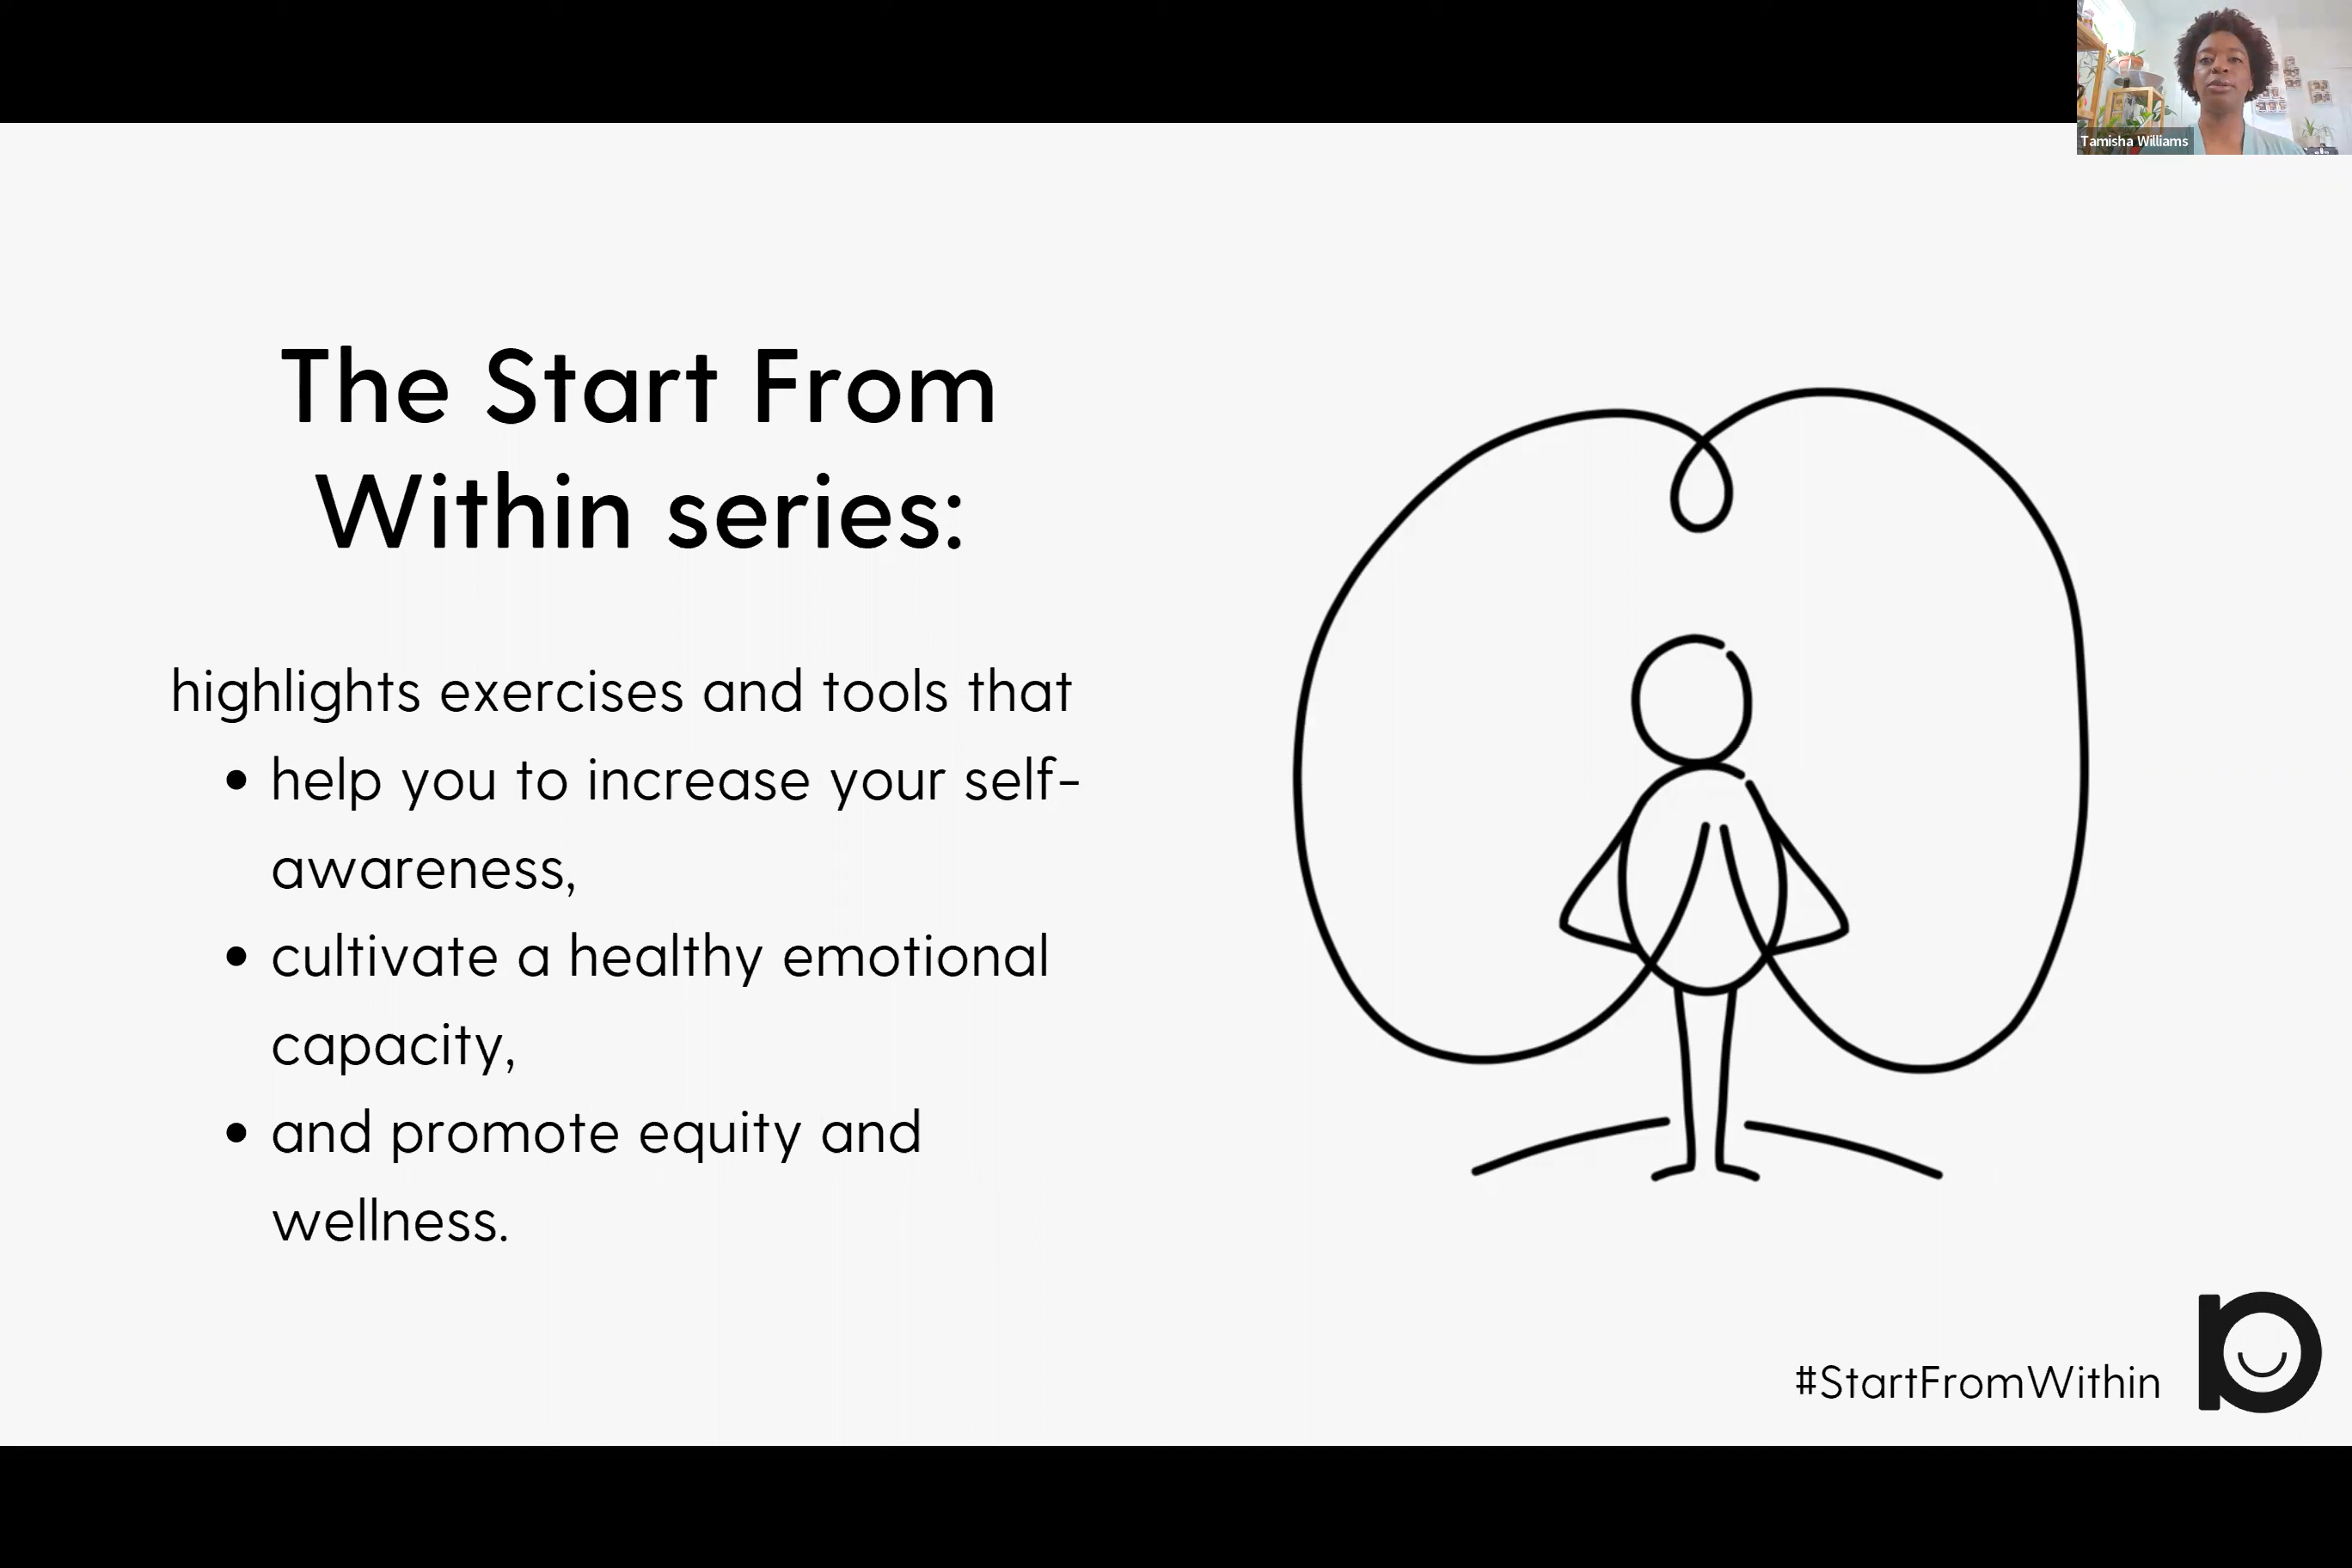 Tamisha Williams
The Start From
Within series:
highlights exercises and tools that
• help you to increase your self-
awareness,
• cultivate a healthy emotional
capacity,
• and promote equity and
wellness.
#StartFromWithin